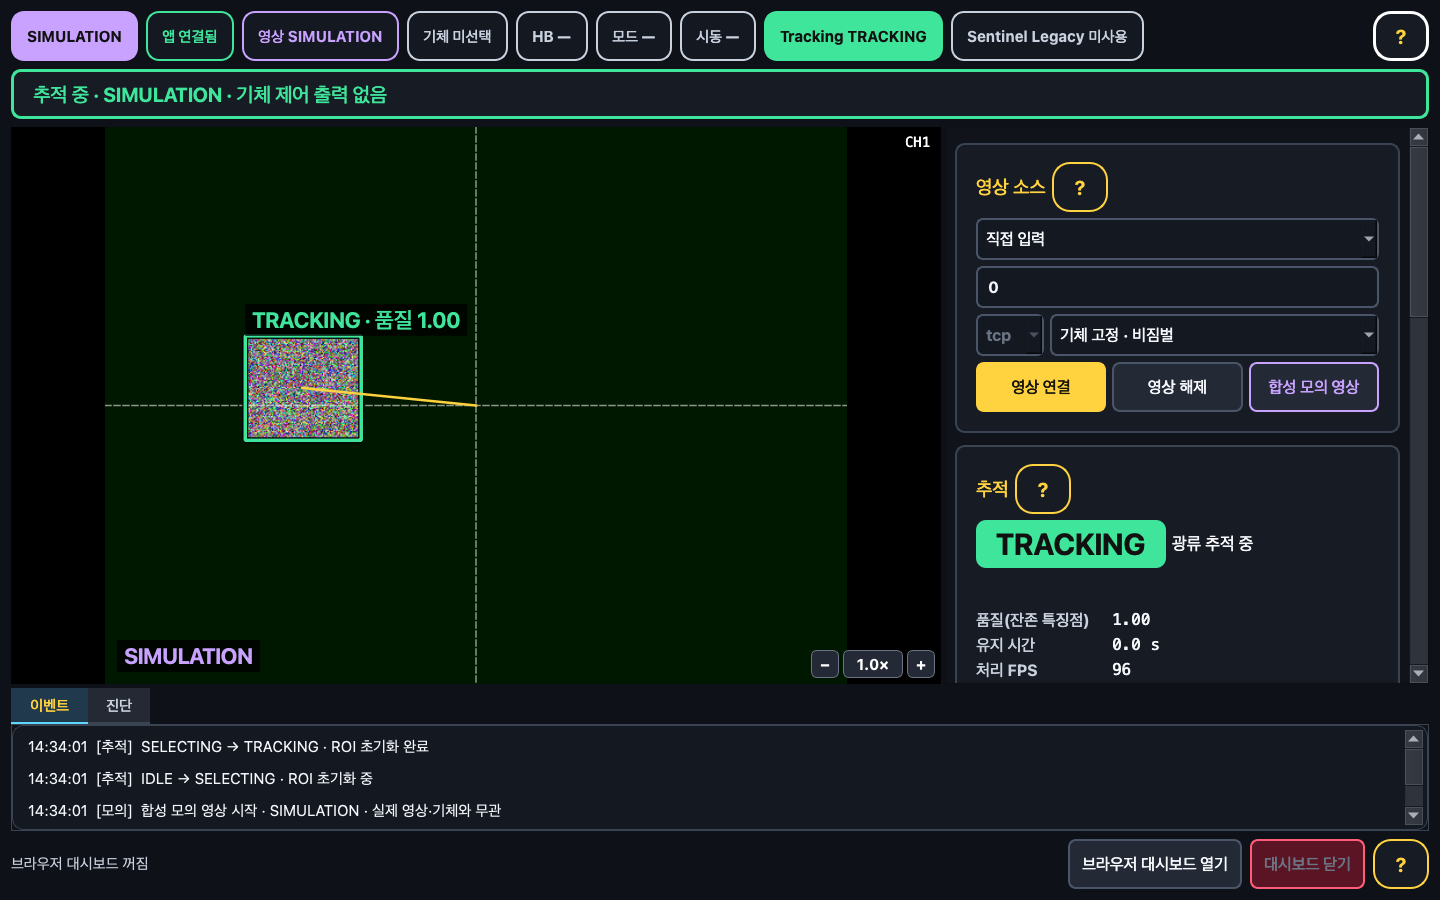 SIMULATION 앱 연결됨 영상 SIMULATION 기체 미선택 HB — 모드 — 시동 — Tracking TRACKING Sentinel Legacy 미사용 ?
추적 중 · SIMULATION · 기체 제어 출력 없음
CH1
TRACKING · 품질 1.00
SIMULATION
− 1.0× +
영상 소스 ?
직접 입력
0
tcp 기체 고정 · 비짐벌
영상 연결 영상 해제 합성 모의 영상
추적 ?
TRACKING 광류 추적 중
품질(잔존 특징점) 1.00
유지 시간 0.0 s
처리 FPS 96
이벤트 진단
14:34:01 [추적] SELECTING → TRACKING · ROI 초기화 완료
14:34:01 [추적] IDLE → SELECTING · ROI 초기화 중
14:34:01 [모의] 합성 모의 영상 시작 · SIMULATION · 실제 영상·기체와 무관
브라우저 대시보드 꺼짐 브라우저 대시보드 열기 대시보드 닫기 ?